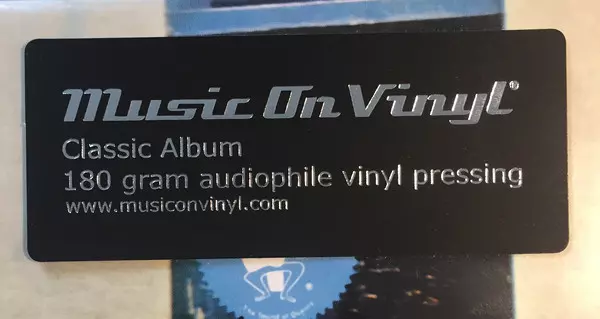 Music On Vinyl®
Classic Album
180 gram audiophile vinyl pressing
www.musiconvinyl.com